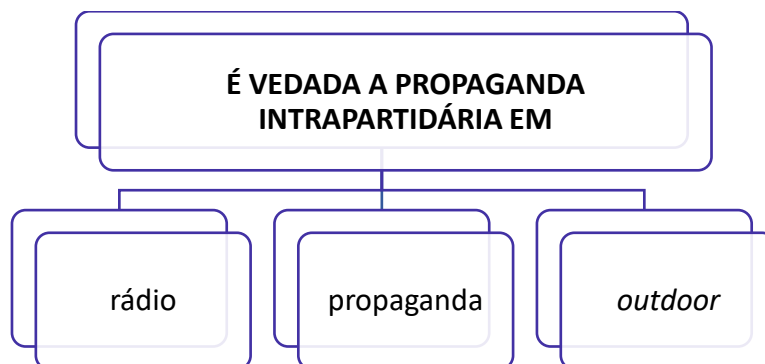 É VEDADA A PROPAGANDA
INTRAPARTIDÁRIA EM
rádio
propaganda
outdoor